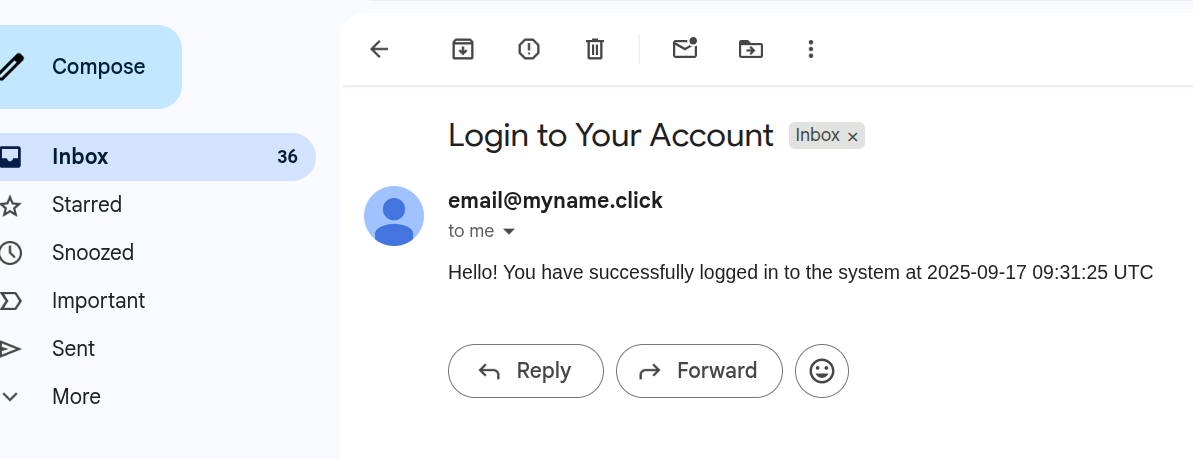 Compose
Inbox 36
Starred
Snoozed
Important
Sent
More
Login to Your Account Inbox ×
email@myname.click
to me
Hello! You have successfully logged in to the system at 2025-09-17 09:31:25 UTC
Reply Forward